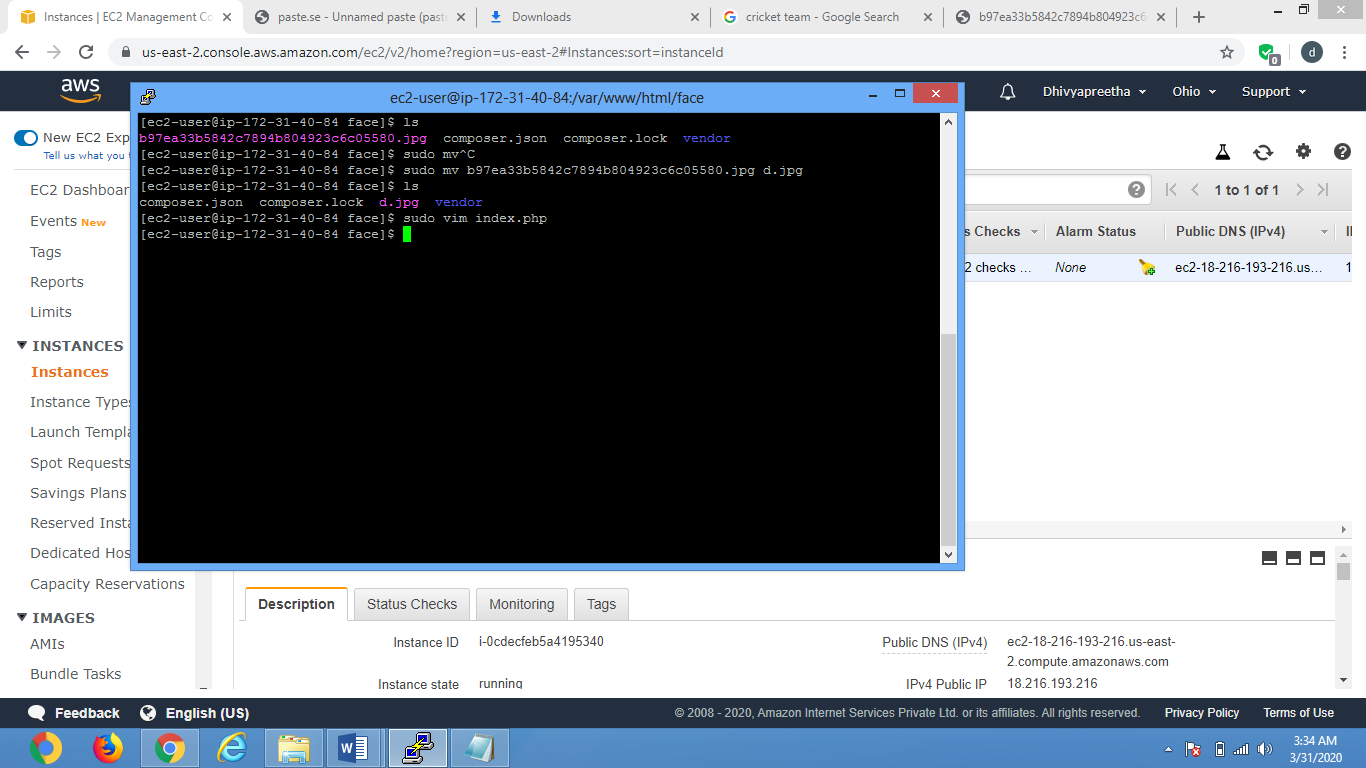 Instances | EC2 Management Co
paste.se - Unnamed paste (past
Downloads
cricket team - Google Search
b97ea33b5842c7894b804923c6
us-east-2.console.aws.amazon.com/ec2/v2/home?region=us-east-2#Instances:sort=instanceId
0
d
aws
Dhivyapreetha
Ohio
Support
ec2-user@ip-172-31-40-84:/var/www/html/face
[ec2-user@ip-172-31-40-84 face]$ ls
b97ea33b5842c7894b804923c6c05580.jpg composer.json composer.lock vendor
[ec2-user@ip-172-31-40-84 face]$ sudo mv^C
[ec2-user@ip-172-31-40-84 face]$ sudo mv b97ea33b5842c7894b804923c6c05580.jpg d.jpg
[ec2-user@ip-172-31-40-84 face]$ ls
composer.json composer.lock d.jpg vendor
[ec2-user@ip-172-31-40-84 face]$ sudo vim index.php
[ec2-user@ip-172-31-40-84 face]$
New EC2 Exp
Tell us what you t
EC2 Dashboar
Events New
Tags
Reports
Limits
INSTANCES
Instances
Instance Types
Launch Templa
Spot Requests
Savings Plans
Reserved Insta
Dedicated Hos
Capacity Reservations
IMAGES
AMIs
Bundle Tasks
1 to 1 of 1
s Checks
Alarm Status
Public DNS (IPv4)
2 checks ...
None
ec2-18-216-193-216.us...
1
Description
Status Checks
Monitoring
Tags
Instance ID
i-0cdecfeb5a4195340
Public DNS (IPv4)
ec2-18-216-193-216.us-east-
2.compute.amazonaws.com
Instance state
running
IPv4 Public IP
18.216.193.216
Feedback
English (US)
© 2008 - 2020, Amazon Internet Services Private Ltd. or its affiliates. All rights reserved.
Privacy Policy
Terms of Use
3:34 AM
3/31/2020